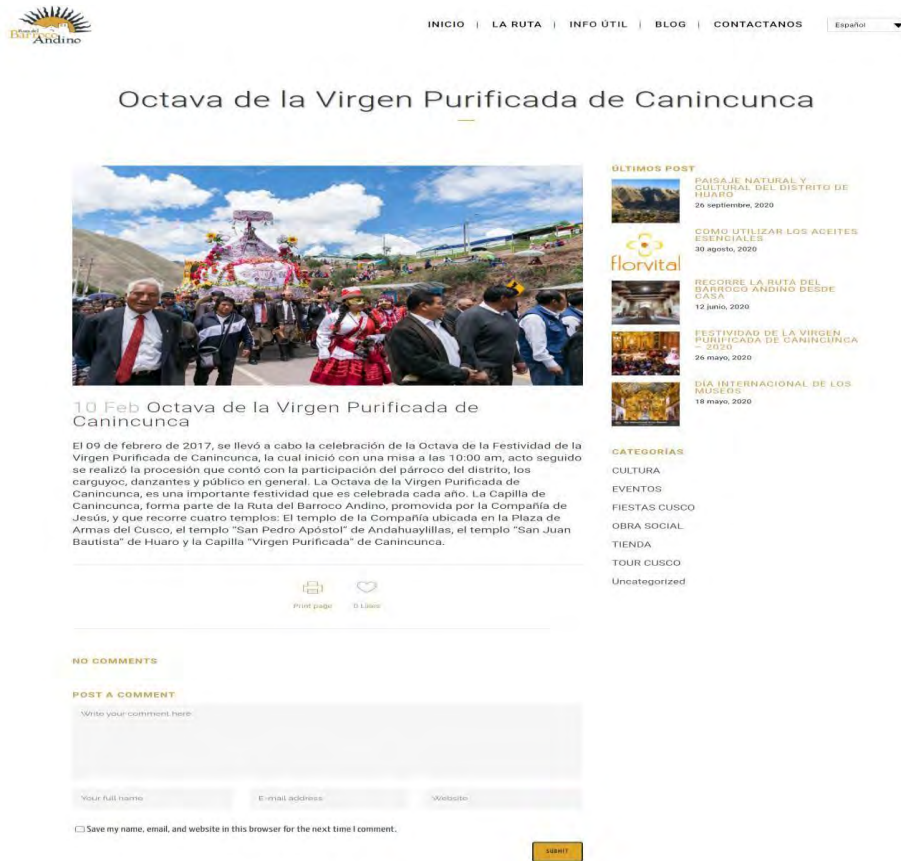 Barroco
Andino
INICIO | LA RUTA | INFO ÚTIL | BLOG | CONTACTANOS
Español
Octava de la Virgen Purificada de Canincunca
10 Feb Octava de la Virgen Purificada de
Canincunca
El 09 de febrero de 2017, se llevó a cabo la celebración de la Octava de la Festividad de la
Virgen Purificada de Canincunca, la cual inició con una misa a las 10:00 am, acto seguido
se realizó la procesión que contó con la participación del párroco del distrito, los
carguyoc, danzantes y público en general. La Octava de la Virgen Purificada de
Canincunca, es una importante festividad que es celebrada cada año. La Capilla de
Canincunca, forma parte de la Ruta del Barroco Andino, promovida por la Compañía de
Jesús, y que recorre cuatro templos: El templo de la Compañía ubicada en la Plaza de
Armas del Cusco, el templo "San Pedro Apóstol" de Andahuaylillas, el templo "San Juan
Bautista" de Huaro y la Capilla "Virgen Purificada" de Canincunca.
Print page
0 Likes
NO COMMENTS
POST A COMMENT
Write your comment here
Your full name
E-mail address
Website
Save my name, email, and website in this browser for the next time I comment.
SUBMIT
ÚLTIMOS POST
PAISAJE NATURAL Y
CULTURAL DEL DISTRITO DE
HUARO
26 septiembre, 2020
florvital
COMO UTILIZAR LOS ACEITES
ESENCIALES
30 agosto, 2020
RECORRE LA RUTA DEL
BARROCO ANDINO DESDE
CASA
12 junio, 2020
FESTIVIDAD DE LA VIRGEN
PURIFICADA DE CANINCUNCA
– 2020
26 mayo, 2020
DÍA INTERNACIONAL DE LOS
MUSEOS
18 mayo, 2020
CATEGORÍAS
CULTURA
EVENTOS
FIESTAS CUSCO
OBRA SOCIAL
TIENDA
TOUR CUSCO
Uncategorized